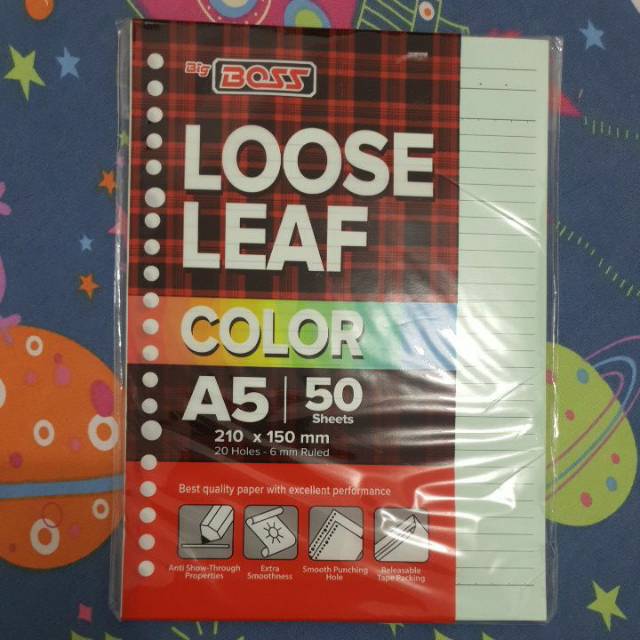 Big BOSS
LOOSE
LEAF
COLOR
A5 | 50
Sheets
210 x 150 mm
20 Holes - 6 mm Ruled
Best quality paper with excellent performance
Anti Show-Through
Properties
Extra
Smoothness
Smooth Punching
Hole
Releasable
Tape Packing